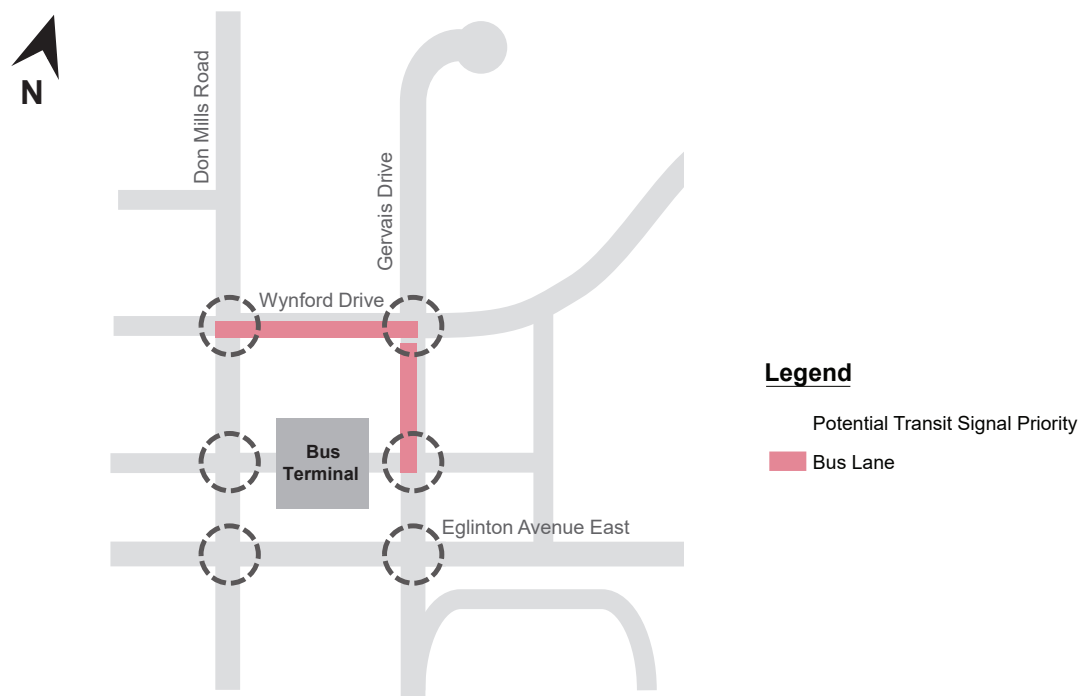 N
Don Mills Road
Gervais Drive
Wynford Drive
Bus
Terminal
Eglinton Avenue East
Legend
Potential Transit Signal Priority
Bus Lane